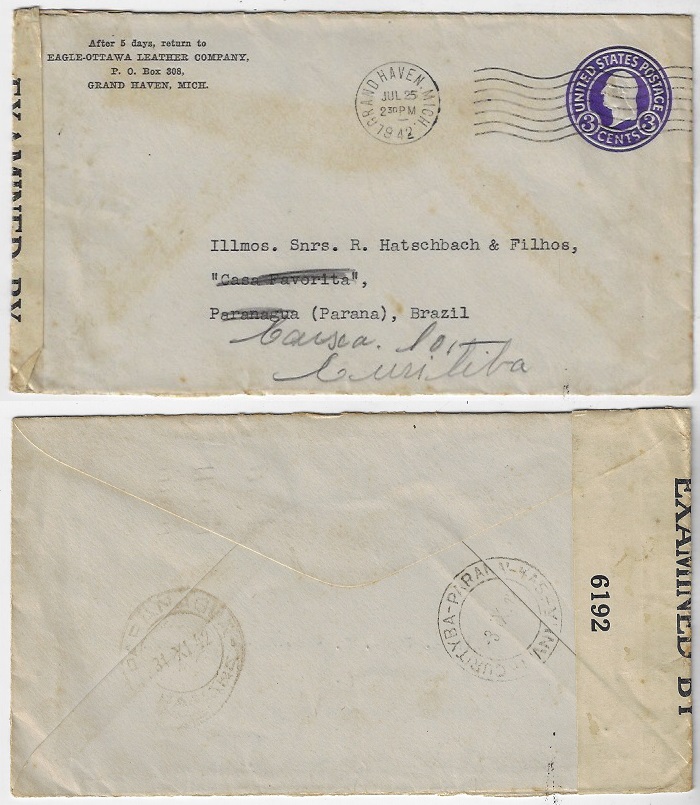 After 5 days, return to
EAGLE-OTTAWA LEATHER COMPANY,
P. O. Box 308,
GRAND HAVEN, MICH.
EXAMINED BY
GRAND HAVEN, MICH.
JUL 25
2 30 PM
1942
UNITED STATES POSTAGE
3 3
CENTS
Illmos. Snrs. R. Hatschbach & Filhos,
"Casa Favorita",
Paranagua (Parana), Brazil
Caixa.
Curitiba
EXAMINED BY
6192